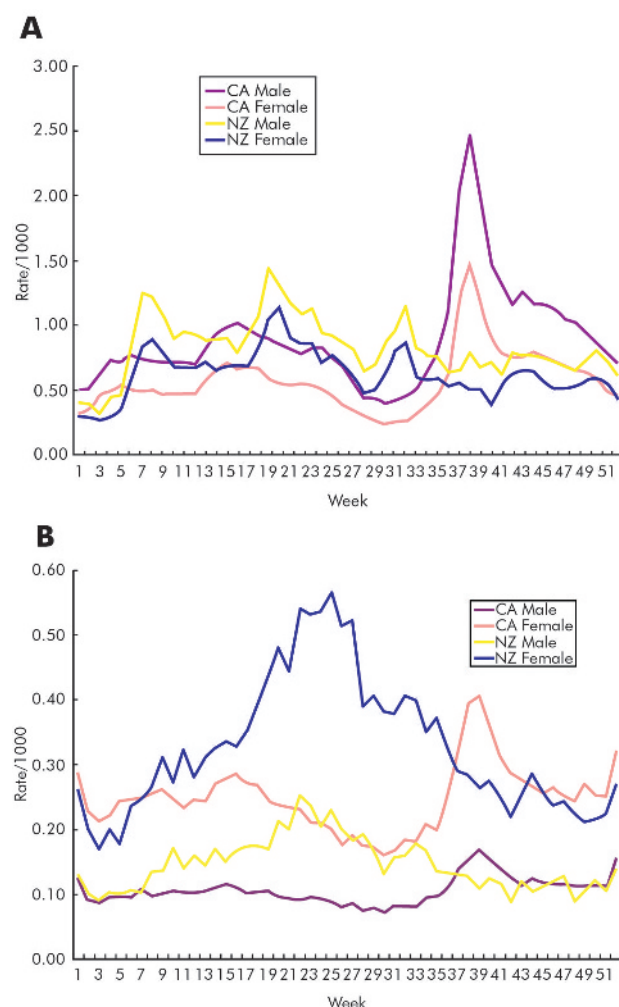 A
3.00
2.50
2.00
1.50
1.00
0.50
0.00
Rate/1000
CA Male
CA Female
NZ Male
NZ Female
1 3 5 7 9 11 13 15 17 19 21 23 25 27 29 31 33 35 37 39 41 43 45 47 49 51
Week
B
0.60
0.50
0.40
0.30
0.20
0.10
0.00
Rate/1000
CA Male
CA Female
NZ Male
NZ Female
1 3 5 7 9 11 13 15 17 19 21 23 25 27 29 31 33 35 37 39 41 43 45 47 49 51
Week